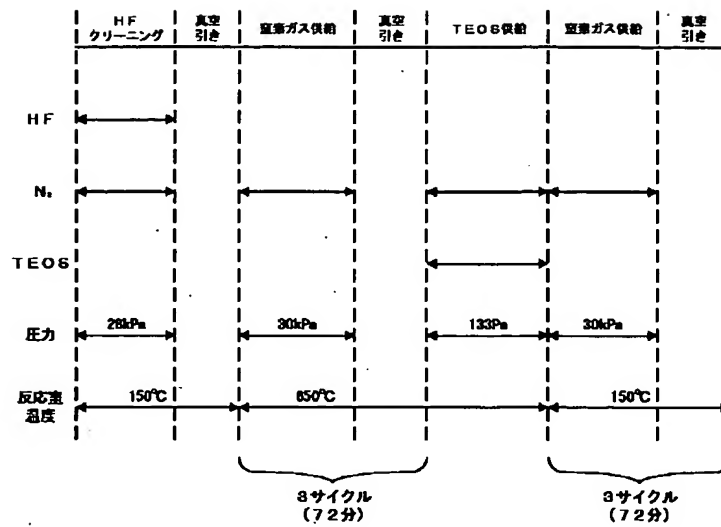 HF
クリーニング
真空
引き
窒素ガス供給
真空
引き
TEOS供給
窒素ガス供給
真空
引き
HF
N₂
TEOS
圧力
28kPa
30kPa
133Pa
30kPa
反応室
温度
150℃
650℃
150℃
3サイクル
(72分)
3サイクル
(72分)